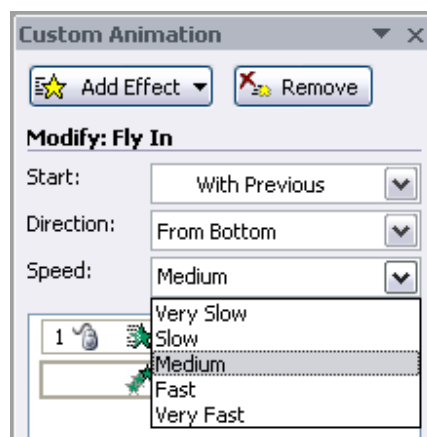 Custom Animation
Add Effect
Remove
Modify: Fly In
Start: With Previous
Direction: From Bottom
Speed: Medium
Very Slow
1 Slow
Medium
Fast
Very Fast